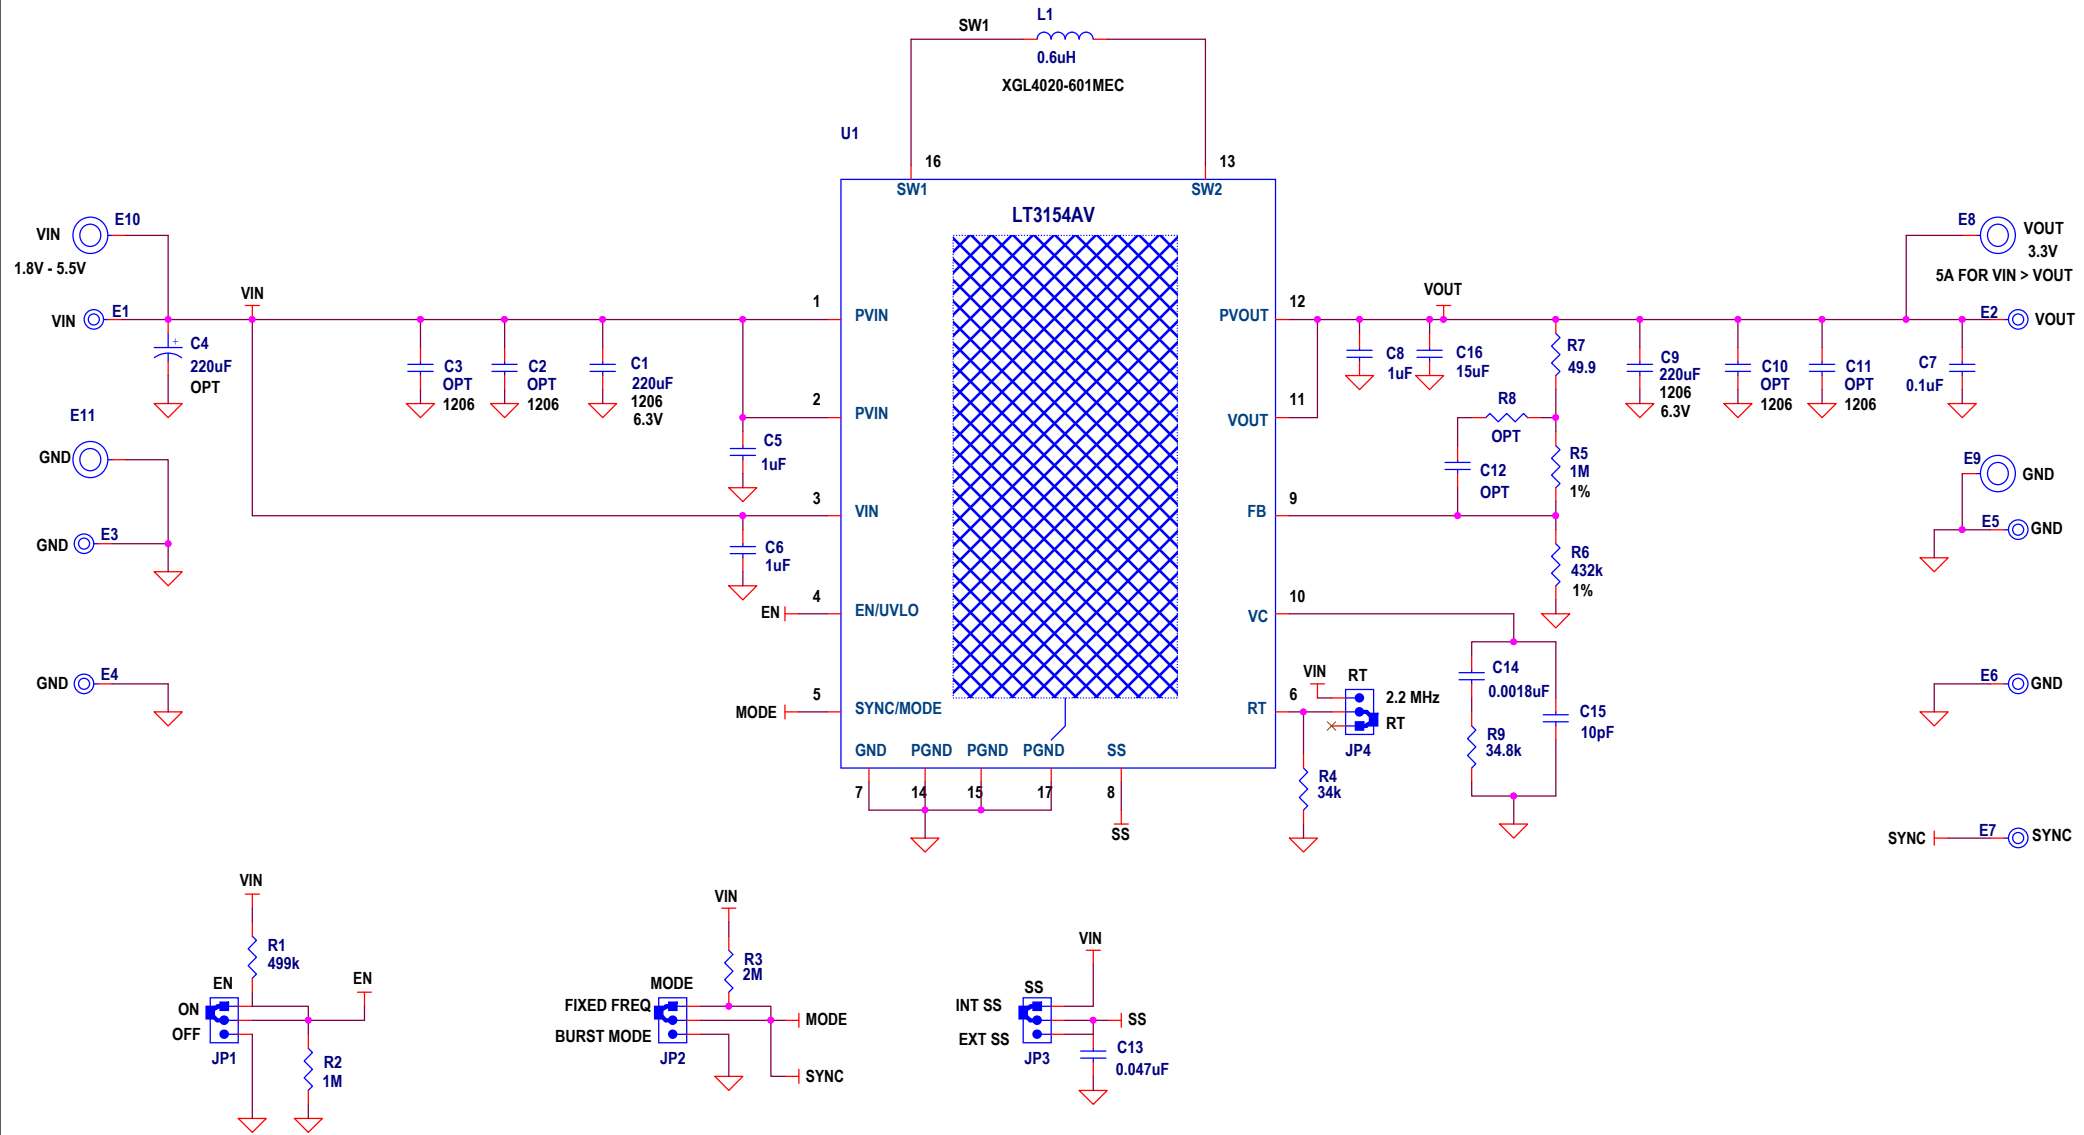 SW1
L1
0.6uH
XGL4020-601MEC
U1
16
13
SW1
SW2
LT3154AV
VIN
E10
1.8V - 5.5V
VIN
E1
VIN
C4
220uF
OPT
+
C3
OPT
1206
C2
OPT
1206
C1
220uF
1206
6.3V
C5
1uF
C6
1uF
1
PVIN
2
PVIN
3
VIN
EN
4
EN/UVLO
MODE
5
SYNC/MODE
E11
GND
GND
E3
GND
E4
GND
PGND
PGND
PGND
SS
7
14
15
17
8
SS
12
PVOUT
11
VOUT
9
FB
10
VC
6
RT
VOUT
C8
1uF
C16
15uF
R7
49.9
R8
OPT
C12
OPT
R5
1M
1%
R6
432k
1%
C9
220uF
1206
6.3V
C10
OPT
1206
C11
OPT
1206
C7
0.1uF
E8
VOUT
3.3V
5A FOR VIN > VOUT
E2
VOUT
E9
GND
E5
GND
E6
GND
SYNC
E7
SYNC
VIN
RT
2.2 MHz
RT
JP4
R4
34k
C14
0.0018uF
R9
34.8k
C15
10pF
VIN
R1
499k
EN
EN
ON
OFF
JP1
R2
1M
VIN
R3
2M
MODE
FIXED FREQ
BURST MODE
JP2
MODE
SYNC
VIN
SS
INT SS
EXT SS
JP3
SS
C13
0.047uF